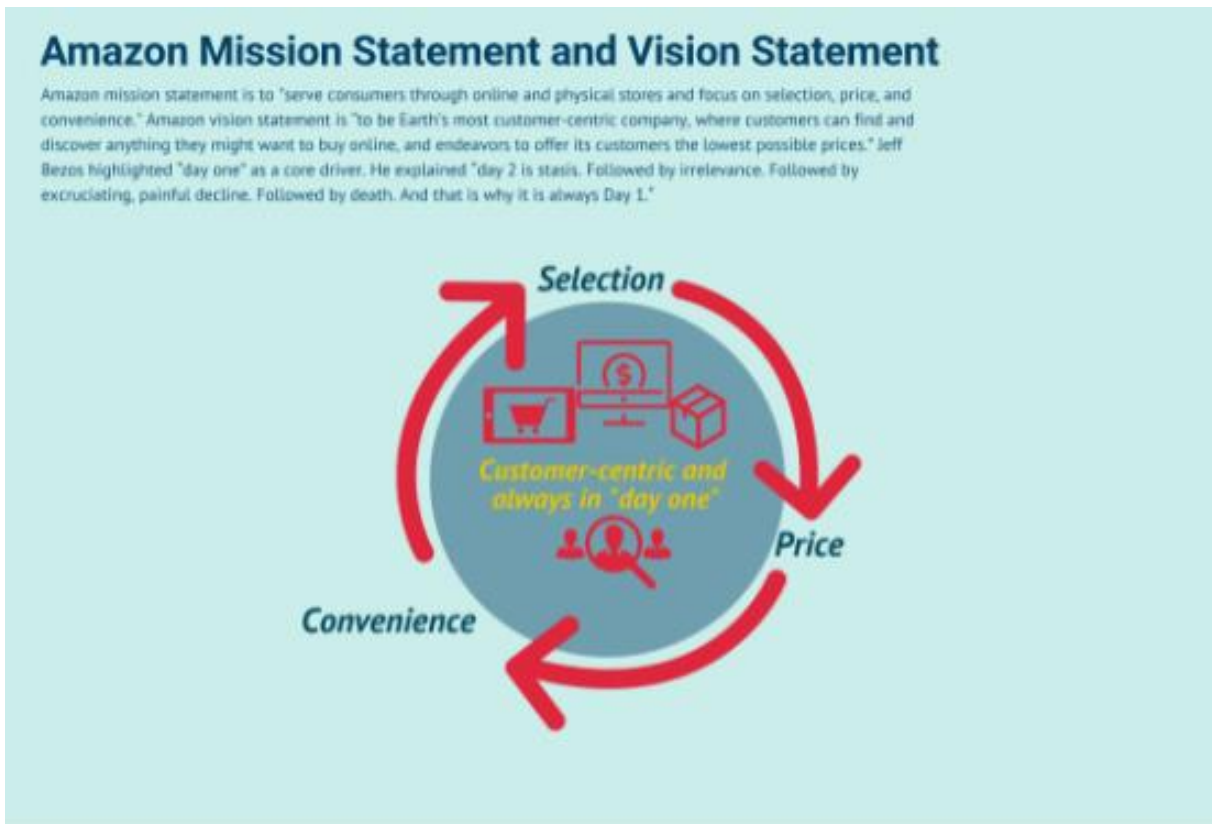 Amazon Mission Statement and Vision Statement
Amazon mission statement is to "serve consumers through online and physical stores and focus on selection, price, and
convenience." Amazon vision statement is "to be Earth's most customer-centric company, where customers can find and
discover anything they might want to buy online, and endeavors to offer its customers the lowest possible prices." Jeff
Bezos highlighted "day one" as a core driver. He explained "day 2 is stasis. Followed by irrelevance. Followed by
excruciating, painful decline. Followed by death. And that is why it is always Day 1."
Selection
$
Customer-centric and
always in "day one"
Price
Convenience